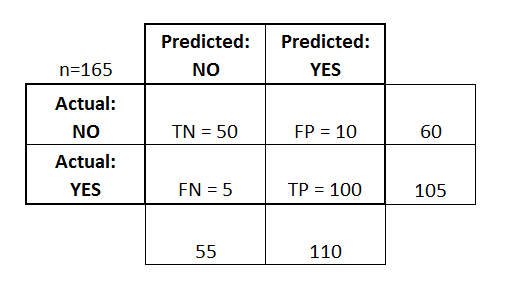 Predicted: Predicted:
n=165 NO YES
Actual:
NO TN = 50 FP = 10 60
Actual:
YES FN = 5 TP = 100 105
55 110